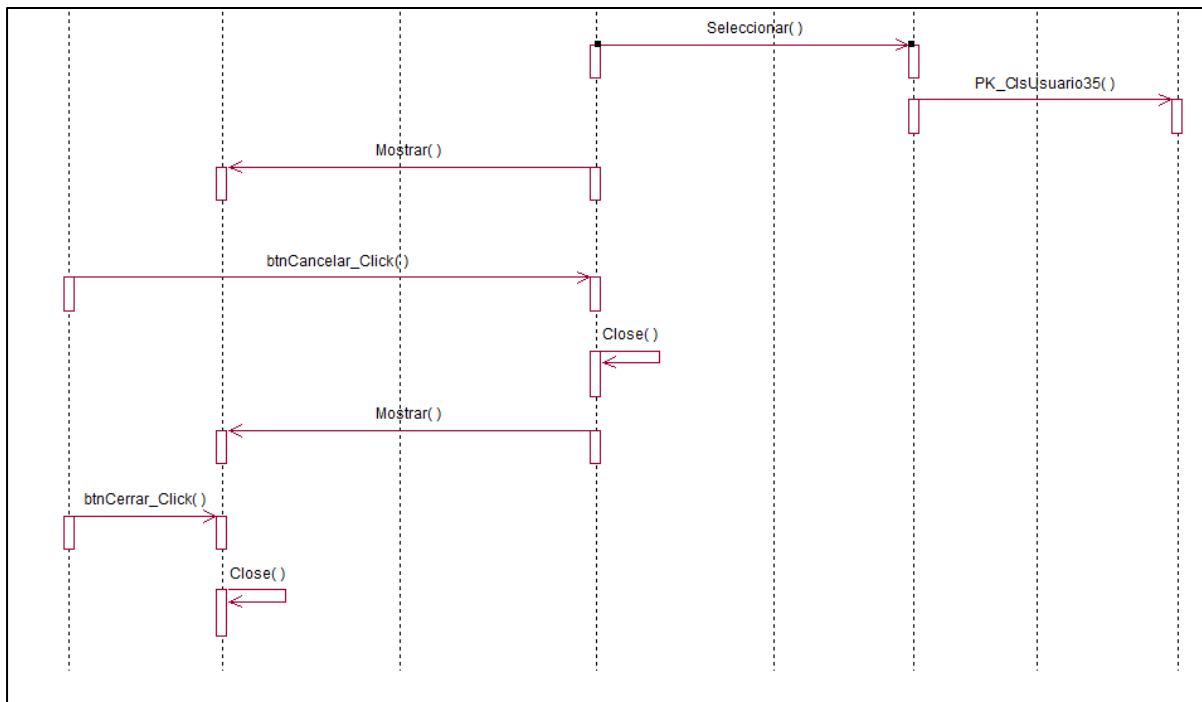 Seleccionar( )
PK_ClsUsuario35( )
Mostrar( )
btnCancelar_Click( )
Close( )
Mostrar( )
btnCerrar_Click( )
Close( )